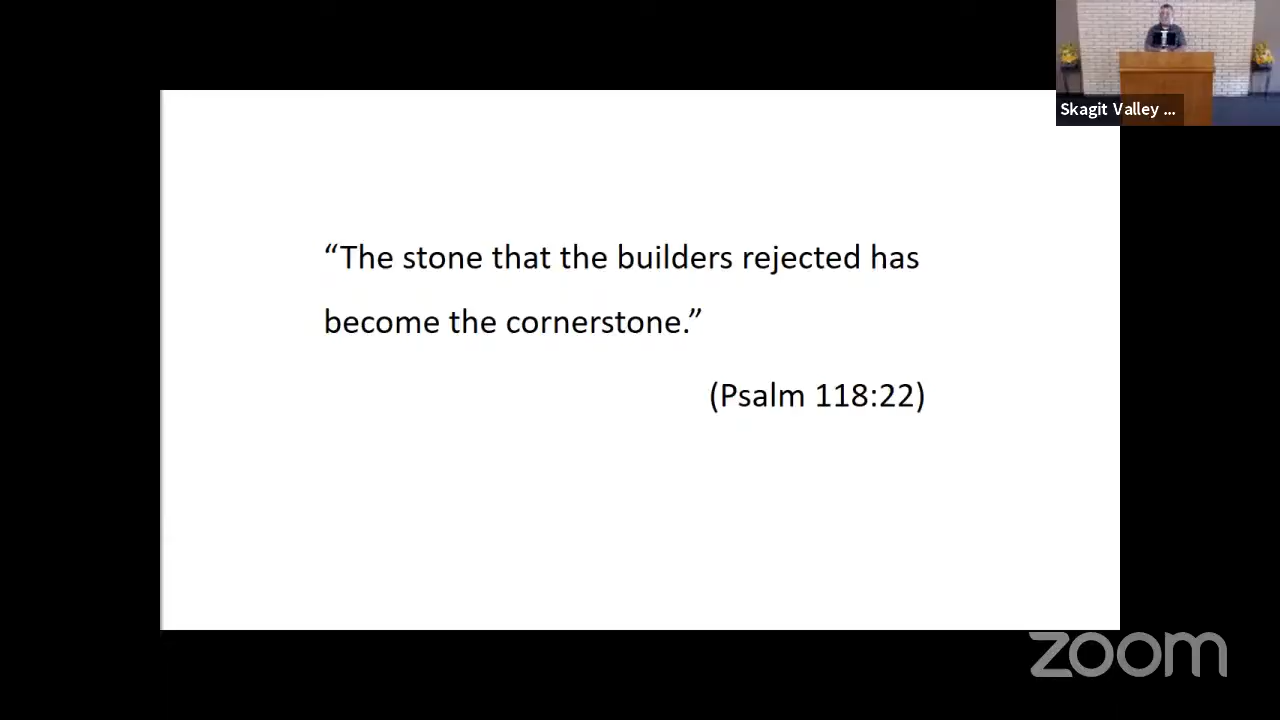 Skagit Valley ...
“The stone that the builders rejected has
become the cornerstone.”
(Psalm 118:22)
zoom